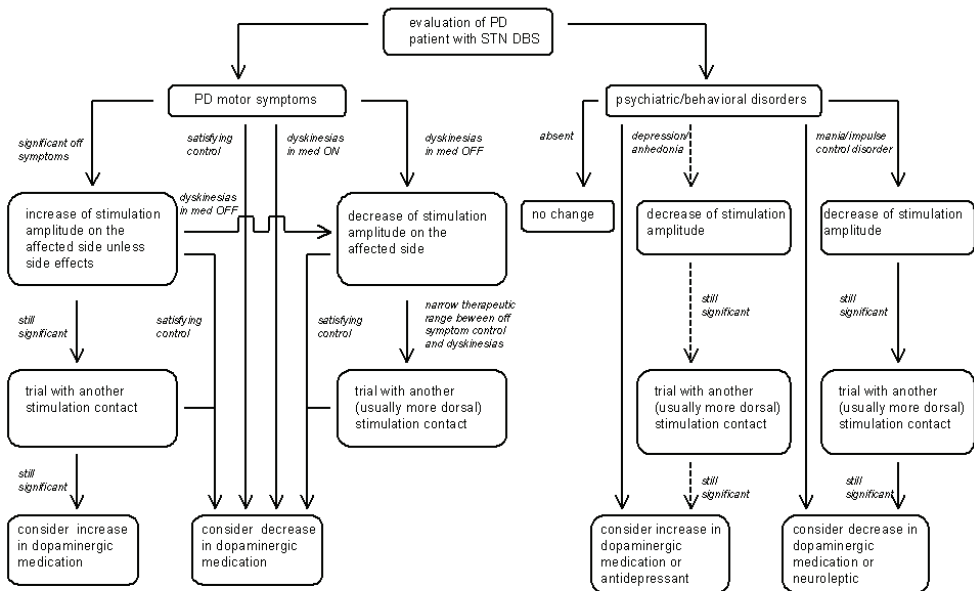 evaluation of PD
patient with STN DBS
PD motor symptoms
psychiatric/behavioral disorders
significant off
symptoms
satisfying
control
dyskinesias
in med ON
dyskinesias
in med OFF
absent
depression/
anhedonia
mania/impulse
control disorder
dyskinesias
in med OFF
increase of stimulation
amplitude on the
affected side unless
side effects
decrease of stimulation
amplitude on the
affected side
no change
decrease of stimulation
amplitude
decrease of stimulation
amplitude
still
significant
satisfying
control
satisfying
control
narrow therapeutic
range beween off
symptom control
and dyskinesias
still
significant
still
significant
trial with another
stimulation contact
trial with another
(usually more dorsal)
stimulation contact
trial with another
(usually more dorsal)
stimulation contact
trial with another
(usually more dorsal)
stimulation contact
still
significant
still
significant
still
significant
consider increase
in dopaminergic
medication
consider decrease
in dopaminergic
medication
consider increase in
dopaminergic
medication or
antidepressant
consider decrease in
dopaminergic
medication or
neuroleptic